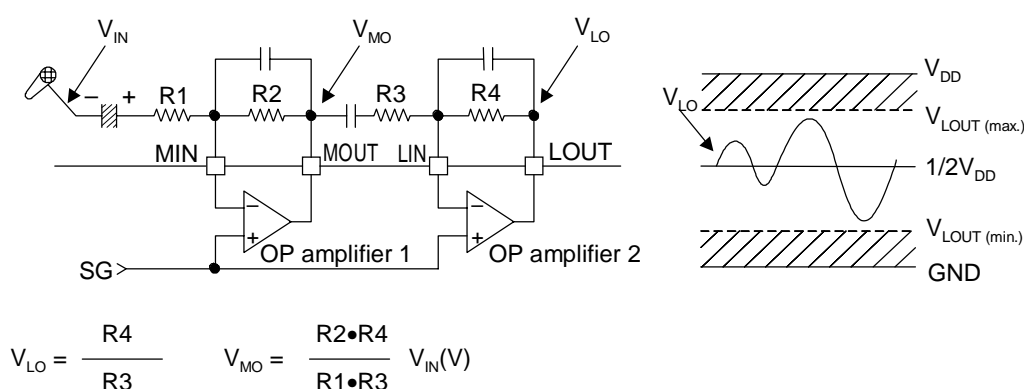 V_IN
V_MO
V_LO
− +
R1
R2
R3
R4
MIN
MOUT
LIN
LOUT
−
+
OP amplifier 1
−
+
OP amplifier 2
SG
V_DD
V_LO
V_LOUT (max.)
1/2V_DD
V_LOUT (min.)
GND
V_LO = R4/R3 V_MO = R2•R4/R1•R3 V_IN(V)